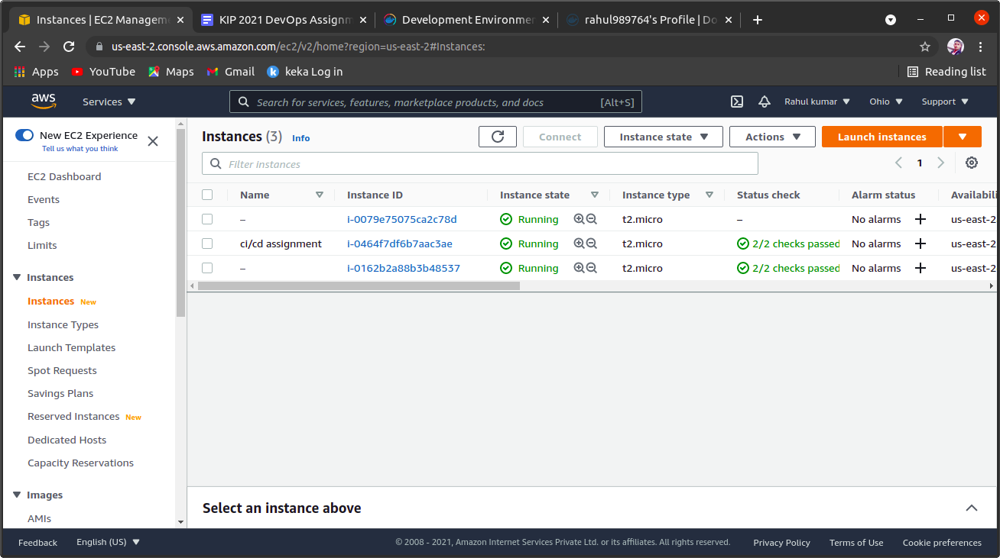 Instances | EC2 Manageme
KIP 2021 DevOps Assignm
Development Environmen
rahul989764's Profile | Do
us-east-2.console.aws.amazon.com/ec2/v2/home?region=us-east-2#Instances:
Apps YouTube Maps Gmail keka Log in Reading list
aws Services Search for services, features, marketplace products, and docs [Alt+S] Rahul kumar Ohio Support
New EC2 Experience
Tell us what you think
EC2 Dashboard
Events
Tags
Limits
Instances
Instances New
Instance Types
Launch Templates
Spot Requests
Savings Plans
Reserved Instances New
Dedicated Hosts
Capacity Reservations
Images
AMIs
Instances (3) Info Connect Instance state Actions Launch instances
Filter instances 1
Name Instance ID Instance state Instance type Status check Alarm status Availabili
– i-0079e75075ca2c78d Running t2.micro – No alarms + us-east-2
ci/cd assignment i-0464f7df6b7aac3ae Running t2.micro 2/2 checks passed No alarms + us-east-2
– i-0162b2a88b3b48537 Running t2.micro 2/2 checks passed No alarms + us-east-2
Select an instance above
Feedback English (US) © 2008 - 2021, Amazon Internet Services Private Ltd. or its affiliates. All rights reserved. Privacy Policy Terms of Use Cookie preferences